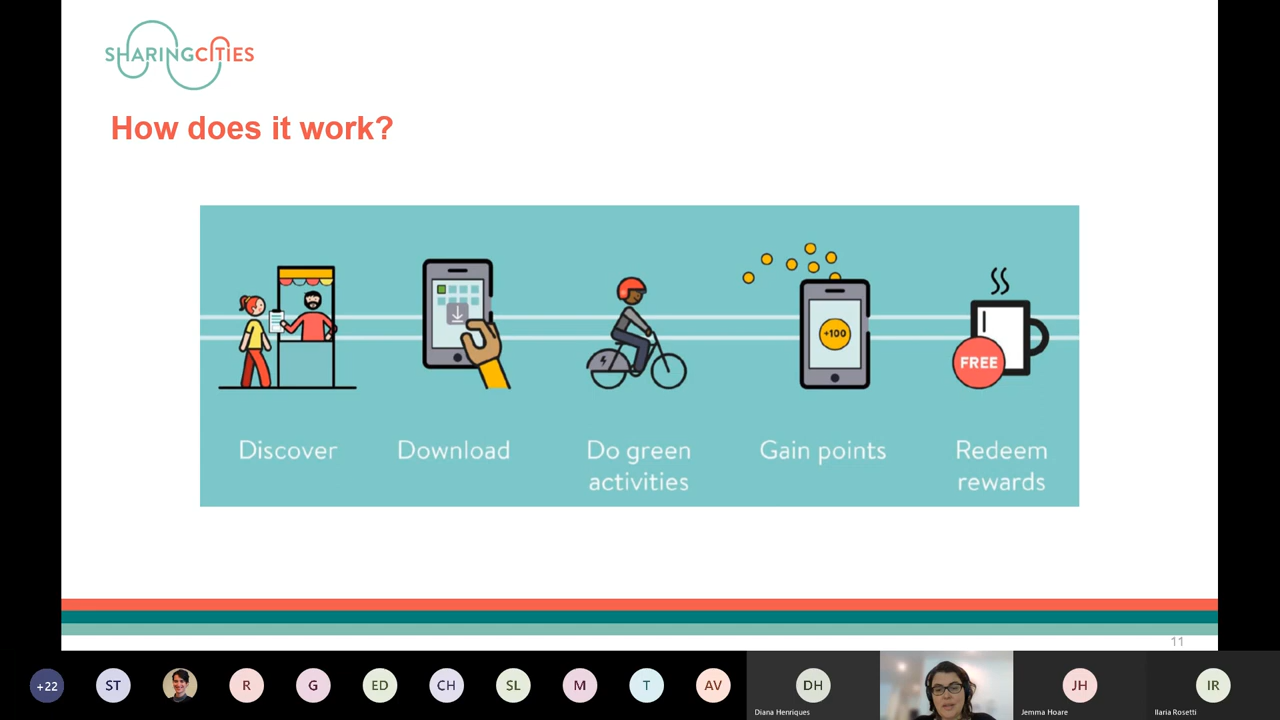 SHARINGCITIES
How does it work?
+100
FREE
Discover
Download
Do green
activities
Gain points
Redeem
rewards
11
+22
ST
R
G
ED
CH
SL
M
T
AV
DH
JH
IR
Diana Henriques
Jemma Hoare
Ilaria Rosetti